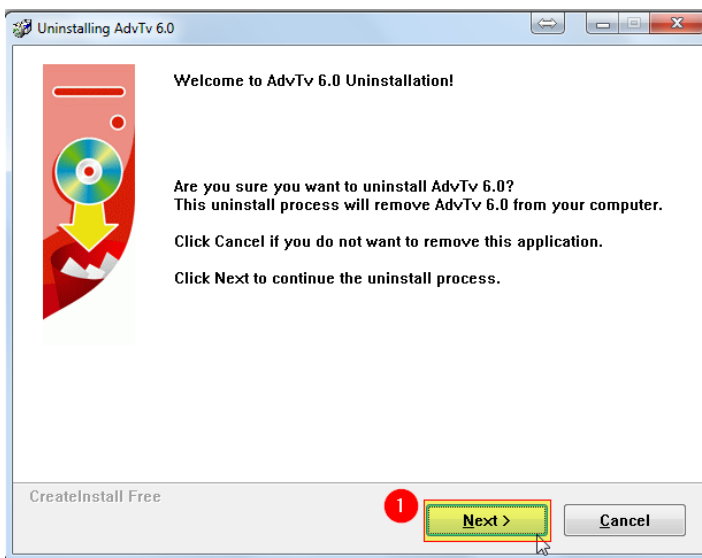 Uninstalling AdvTv 6.0
Welcome to AdvTv 6.0 Uninstallation!
Are you sure you want to uninstall AdvTv 6.0?
This uninstall process will remove AdvTv 6.0 from your computer.
Click Cancel if you do not want to remove this application.
Click Next to continue the uninstall process.
CreateInstall Free
1
Next >
Cancel